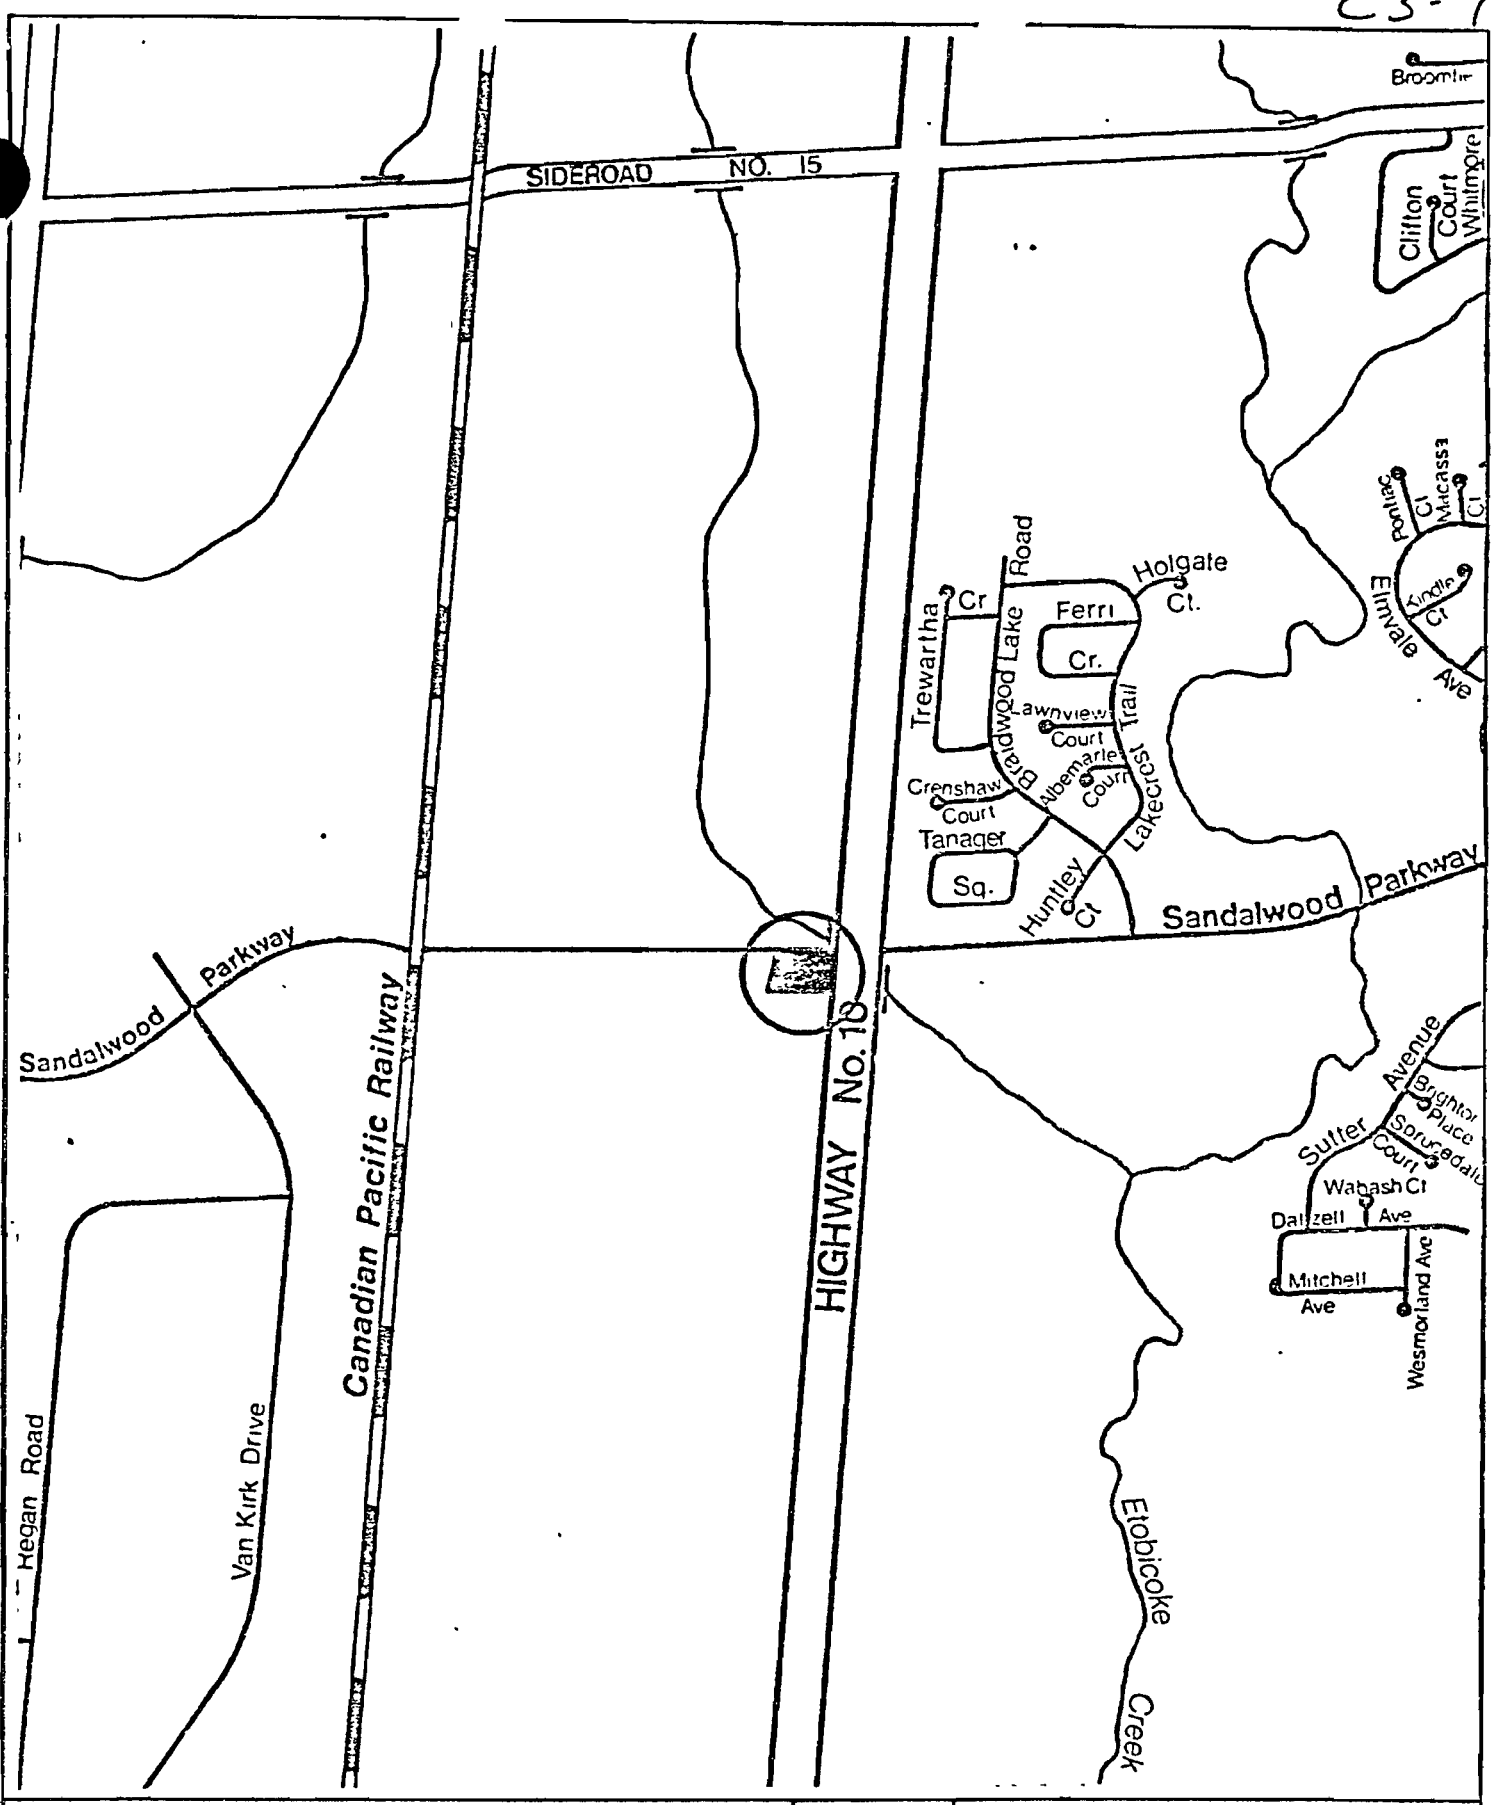 Clifton
Court
Whitmore
SIDEROAD NO. 15
Pontiac
Ct
Macassa
Ct
Elmvale
Ave
Kindle
Ct
Road
Braidwood Lake
Trewartha
Cr
Holgate
Ct.
Ferri
Cr.
Lawnview
Court
Trail
Lakecrest
Albemarle
Court
Crenshaw
Court
Tanager
Sq.
Huntley
Ct
Sandalwood Parkway
Sandalwood Parkway
Canadian Pacific Railway
HIGHWAY No. 10
Sutter Avenue
Brighton
Place
Sprucedale
Court
Wabash Ct
Dalzell Ave
Mitchell
Ave
Wesmorland Ave
Regan Road
Van Kirk Drive
Etobicoke
Creek